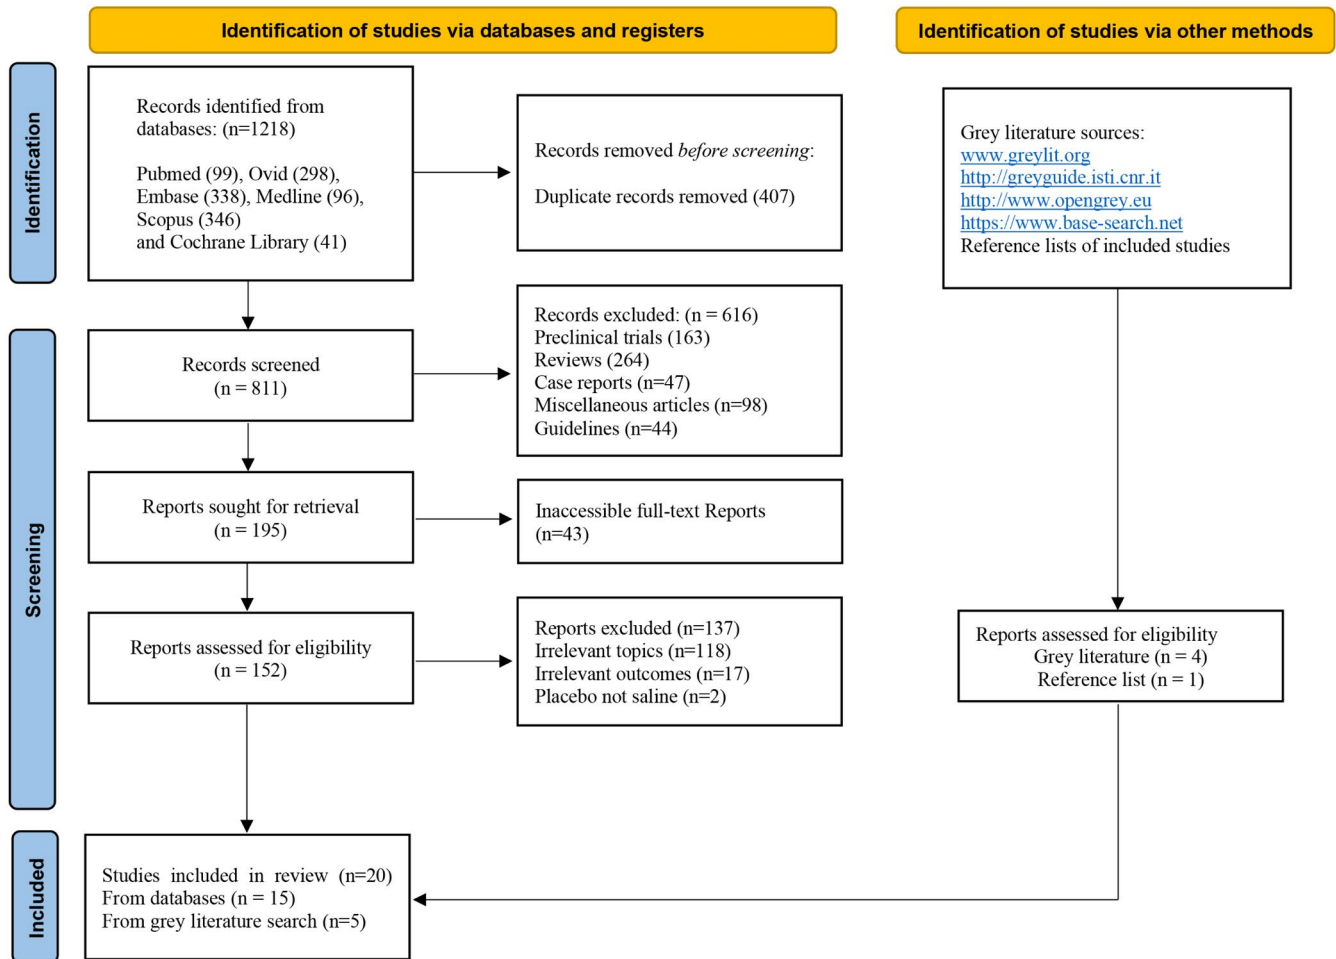 Identification of studies via databases and registers
Identification of studies via other methods
Identification
Records identified from
databases: (n=1218)
Pubmed (99), Ovid (298),
Embase (338), Medline (96),
Scopus (346)
and Cochrane Library (41)
Records removed before screening:
Duplicate records removed (407)
Grey literature sources:
www.greylit.org
http://greyguide.isti.cnr.it
http://www.opengrey.eu
https://www.base-search.net
Reference lists of included studies
Screening
Records screened
(n = 811)
Records excluded: (n = 616)
Preclinical trials (163)
Reviews (264)
Case reports (n=47)
Miscellaneous articles (n=98)
Guidelines (n=44)
Reports sought for retrieval
(n = 195)
Inaccessible full-text Reports
(n=43)
Reports assessed for eligibility
(n = 152)
Reports excluded (n=137)
Irrelevant topics (n=118)
Irrelevant outcomes (n=17)
Placebo not saline (n=2)
Reports assessed for eligibility
Grey literature (n = 4)
Reference list (n = 1)
Included
Studies included in review (n=20)
From databases (n = 15)
From grey literature search (n=5)